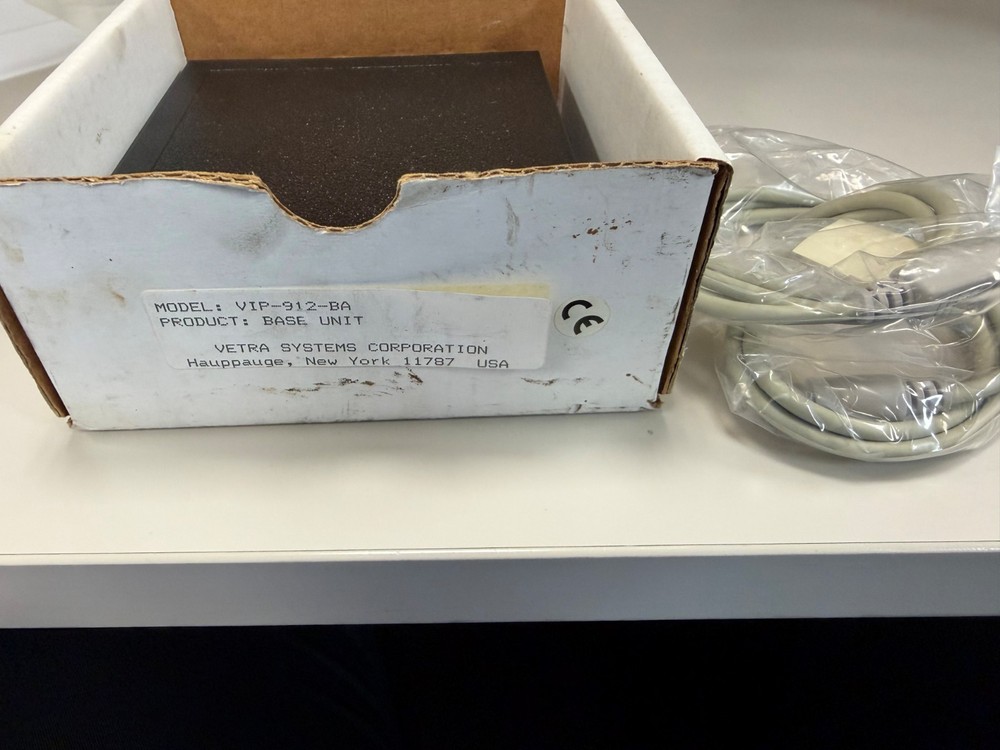 MODEL: VIP-912-BA
PRODUCT: BASE UNIT
VETRA SYSTEMS CORPORATION
Hauppauge, New York 11787 USA
CE